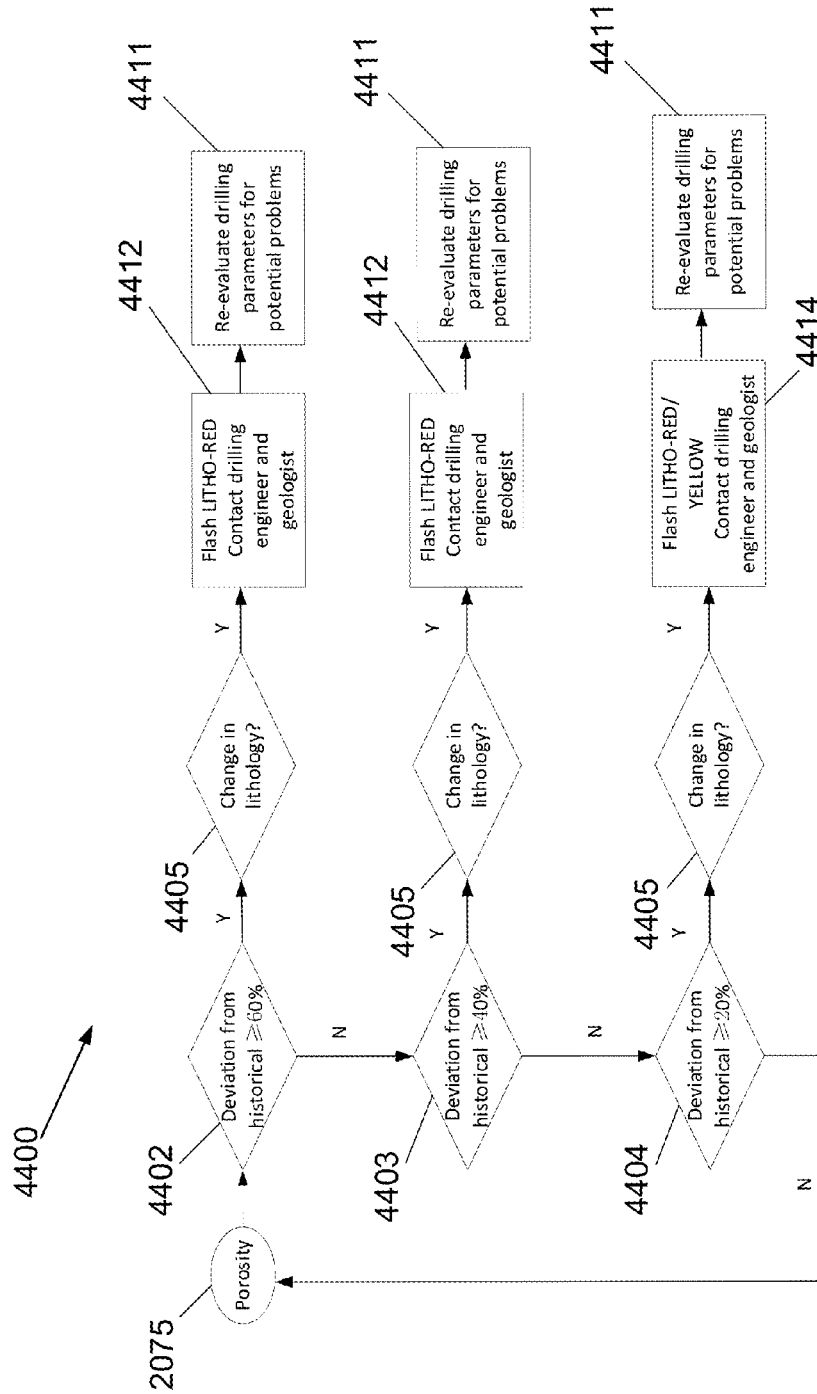 4400
2075
Porosity
4402
Deviation from
historical ⩾60%
Y
4405
Change in
lithology?
Y
4412
Flash LITHO-RED
Contact drilling
engineer and
geologist
4411
Re-evaluate drilling
parameters for
potential problems
N
4403
Deviation from
historical ⩾40%
Y
4405
Change in
lithology?
Y
4412
Flash LITHO-RED
Contact drilling
engineer and
geologist
4411
Re-evaluate drilling
parameters for
potential problems
N
4404
Deviation from
historical ⩾20%
Y
4405
Change in
lithology?
Y
4414
Flash LITHO-RED/
YELLOW
Contact drilling
engineer and geologist
4411
Re-evaluate drilling
parameters for
potential problems
N